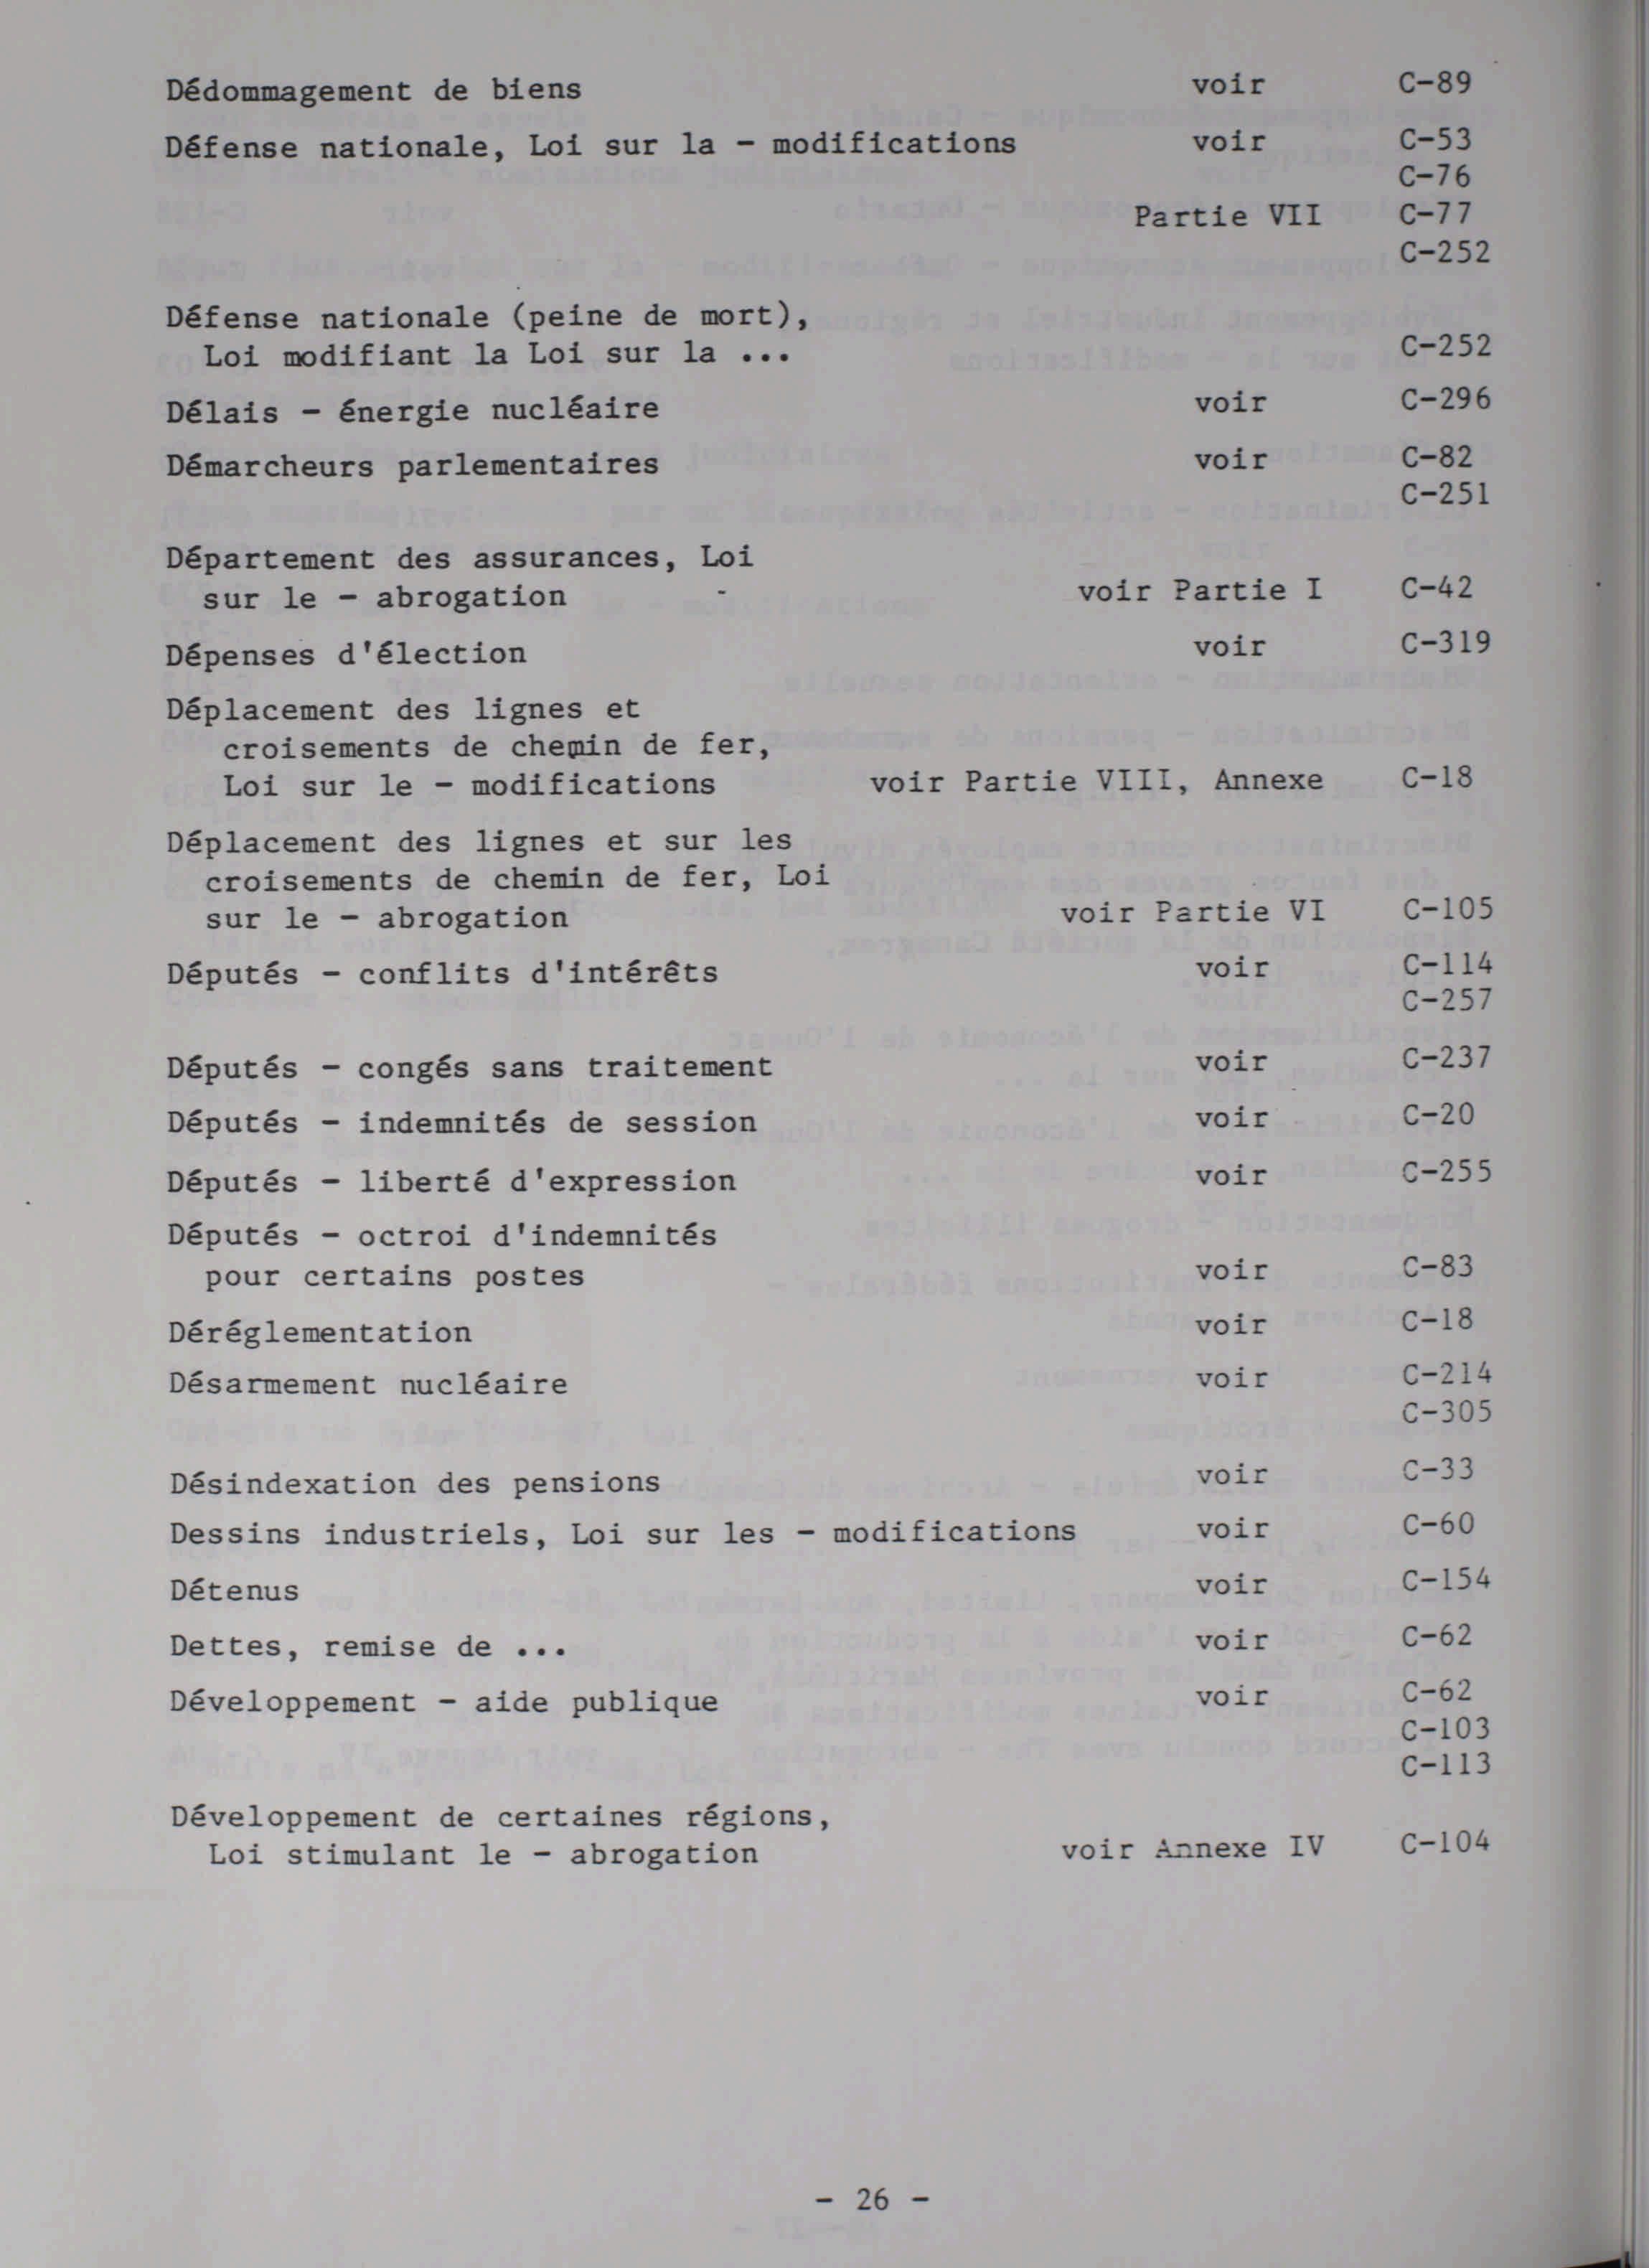 Dédommagement de biens voir C-89
Défense nationale, Loi sur la - modifications voir C-53
C-76
Partie VII C-77
C-252
Défense nationale (peine de mort),
Loi modifiant la Loi sur la ... C-252
Délais - énergie nucléaire voir C-296
Démarcheurs parlementaires voir C-82
C-251
Département des assurances, Loi
sur le - abrogation voir Partie I C-42
Dépenses d'élection voir C-319
Déplacement des lignes et
croisements de chemin de fer,
Loi sur le - modifications voir Partie VIII, Annexe C-18
Déplacement des lignes et sur les
croisements de chemin de fer, Loi
sur le - abrogation voir Partie VI C-105
Députés - conflits d'intérêts voir C-114
C-257
Députés - congés sans traitement voir C-237
Députés - indemnités de session voir C-20
Députés - liberté d'expression voir C-255
Députés - octroi d'indemnités
pour certains postes voir C-83
Déréglementation voir C-18
Désarmement nucléaire voir C-214
C-305
Désindexation des pensions voir C-33
Dessins industriels, Loi sur les - modifications voir C-60
Détenus voir C-154
Dettes, remise de ... voir C-62
Développement - aide publique voir C-62
C-103
C-113
Développement de certaines régions,
Loi stimulant le - abrogation voir Annexe IV C-104
- 26 -